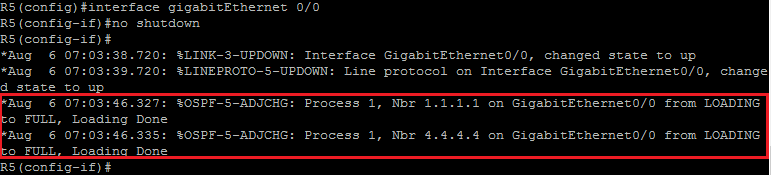 R5(config)#interface gigabitEthernet 0/0
R5(config-if)#no shutdown
R5(config-if)#
*Aug  6 07:03:38.720: %LINK-3-UPDOWN: Interface GigabitEthernet0/0, changed state to up
*Aug  6 07:03:39.720: %LINEPROTO-5-UPDOWN: Line protocol on Interface GigabitEthernet0/0, change
d state to up
*Aug  6 07:03:46.327: %OSPF-5-ADJCHG: Process 1, Nbr 1.1.1.1 on GigabitEthernet0/0 from LOADING
to FULL, Loading Done
*Aug  6 07:03:46.335: %OSPF-5-ADJCHG: Process 1, Nbr 4.4.4.4 on GigabitEthernet0/0 from LOADING
to FULL, Loading Done
R5(config-if)#